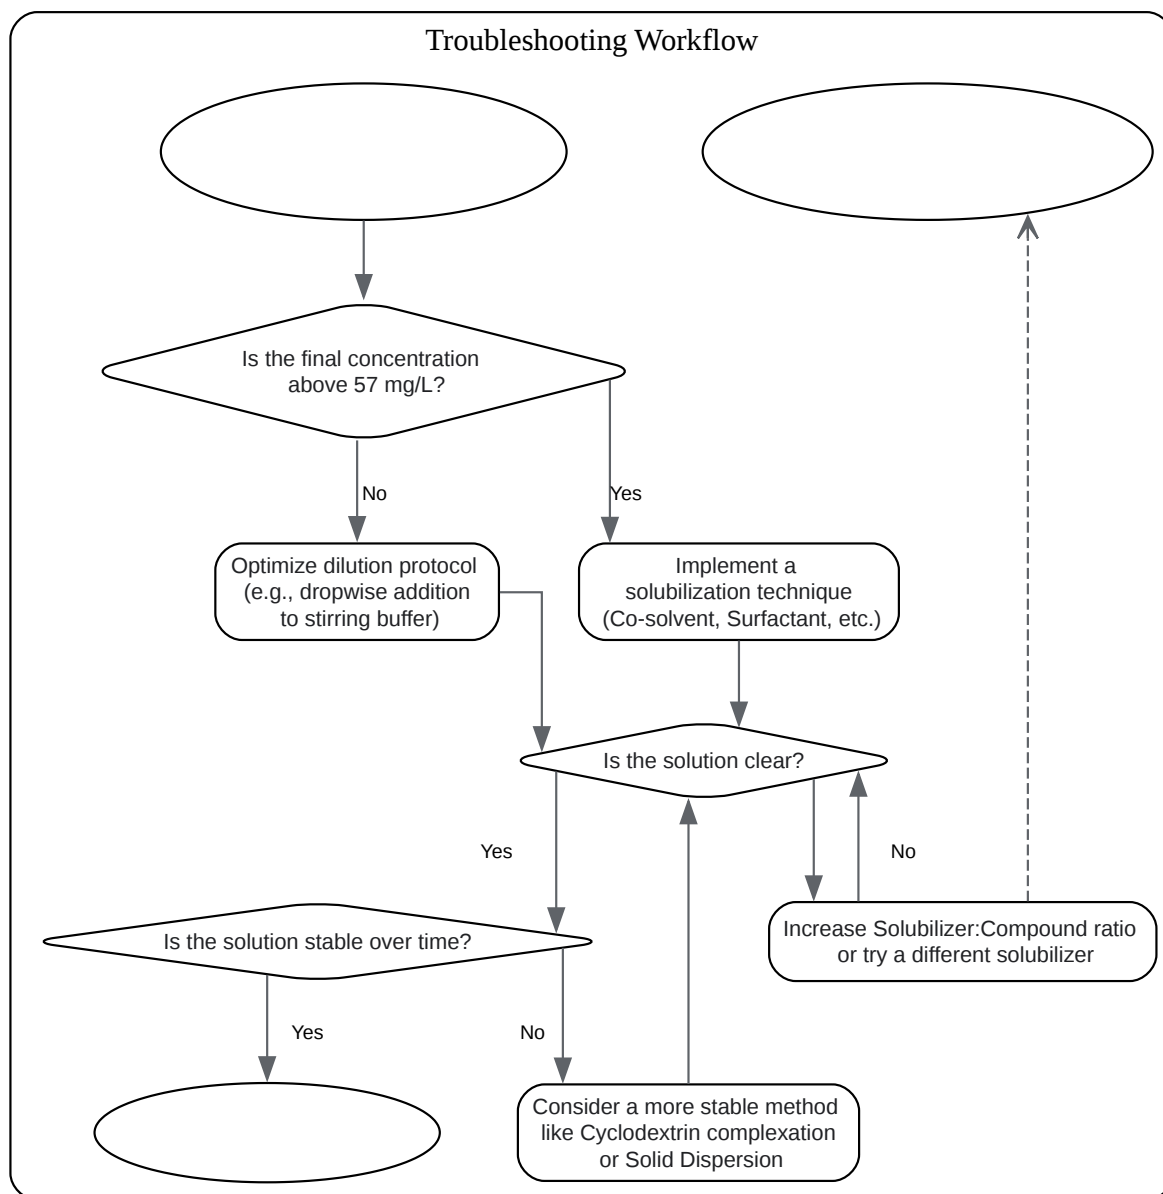 Troubleshooting Workflow
Is the final concentration
above 57 mg/L?
No
Yes
Optimize dilution protocol
(e.g., dropwise addition
to stirring buffer)
Implement a
solubilization technique
(Co-solvent, Surfactant, etc.)
Is the solution clear?
Yes
No
Increase Solubilizer:Compound ratio
or try a different solubilizer
Is the solution stable over time?
Yes
No
Consider a more stable method
like Cyclodextrin complexation
or Solid Dispersion